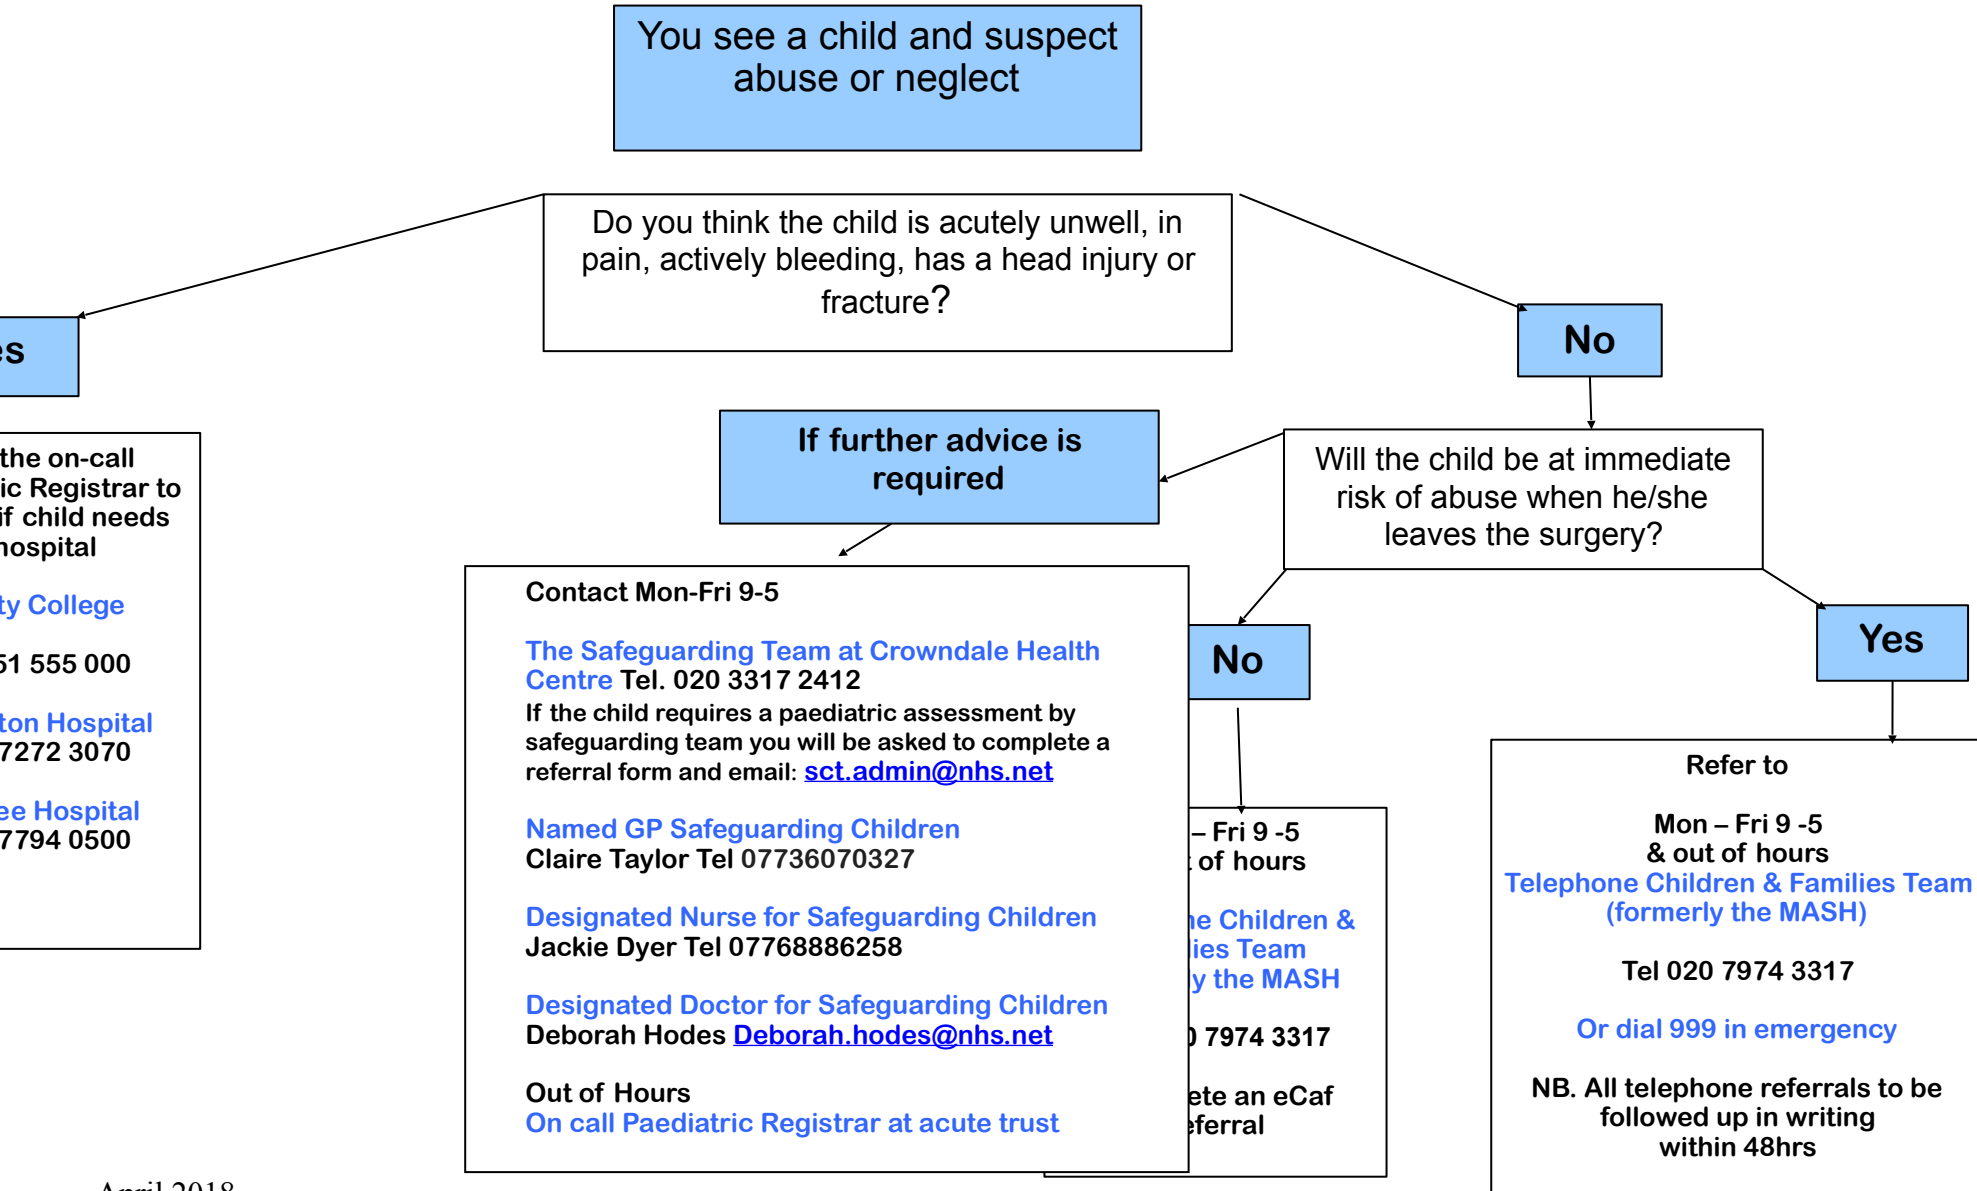 You see a child and suspect
abuse or neglect
Do you think the child is acutely unwell, in
pain, actively bleeding, has a head injury or
fracture?
No
the on-call
Registrar to
if child needs
hospital
College
555 000
Hospital
7272 3070
Hospital
7794 0500
If further advice is
required
Will the child be at immediate
risk of abuse when he/she
leaves the surgery?
Contact Mon-Fri 9-5
The Safeguarding Team at Crowndale Health
Centre Tel. 020 3317 2412
If the child requires a paediatric assessment by
safeguarding team you will be asked to complete a
referral form and email: sct.admin@nhs.net
Named GP Safeguarding Children
Claire Taylor Tel 07736070327
Designated Nurse for Safeguarding Children
Jackie Dyer Tel 07768886258
Designated Doctor for Safeguarding Children
Deborah Hodes Deborah.hodes@nhs.net
Out of Hours
On call Paediatric Registrar at acute trust
No
– Fri 9 -5
of hours
Children &
Team
the MASH
7974 3317
an eCaf
Yes
Refer to
Mon – Fri 9 -5
& out of hours
Telephone Children & Families Team
(formerly the MASH)
Tel 020 7974 3317
Or dial 999 in emergency
NB. All telephone referrals to be
followed up in writing
within 48hrs
April 2018